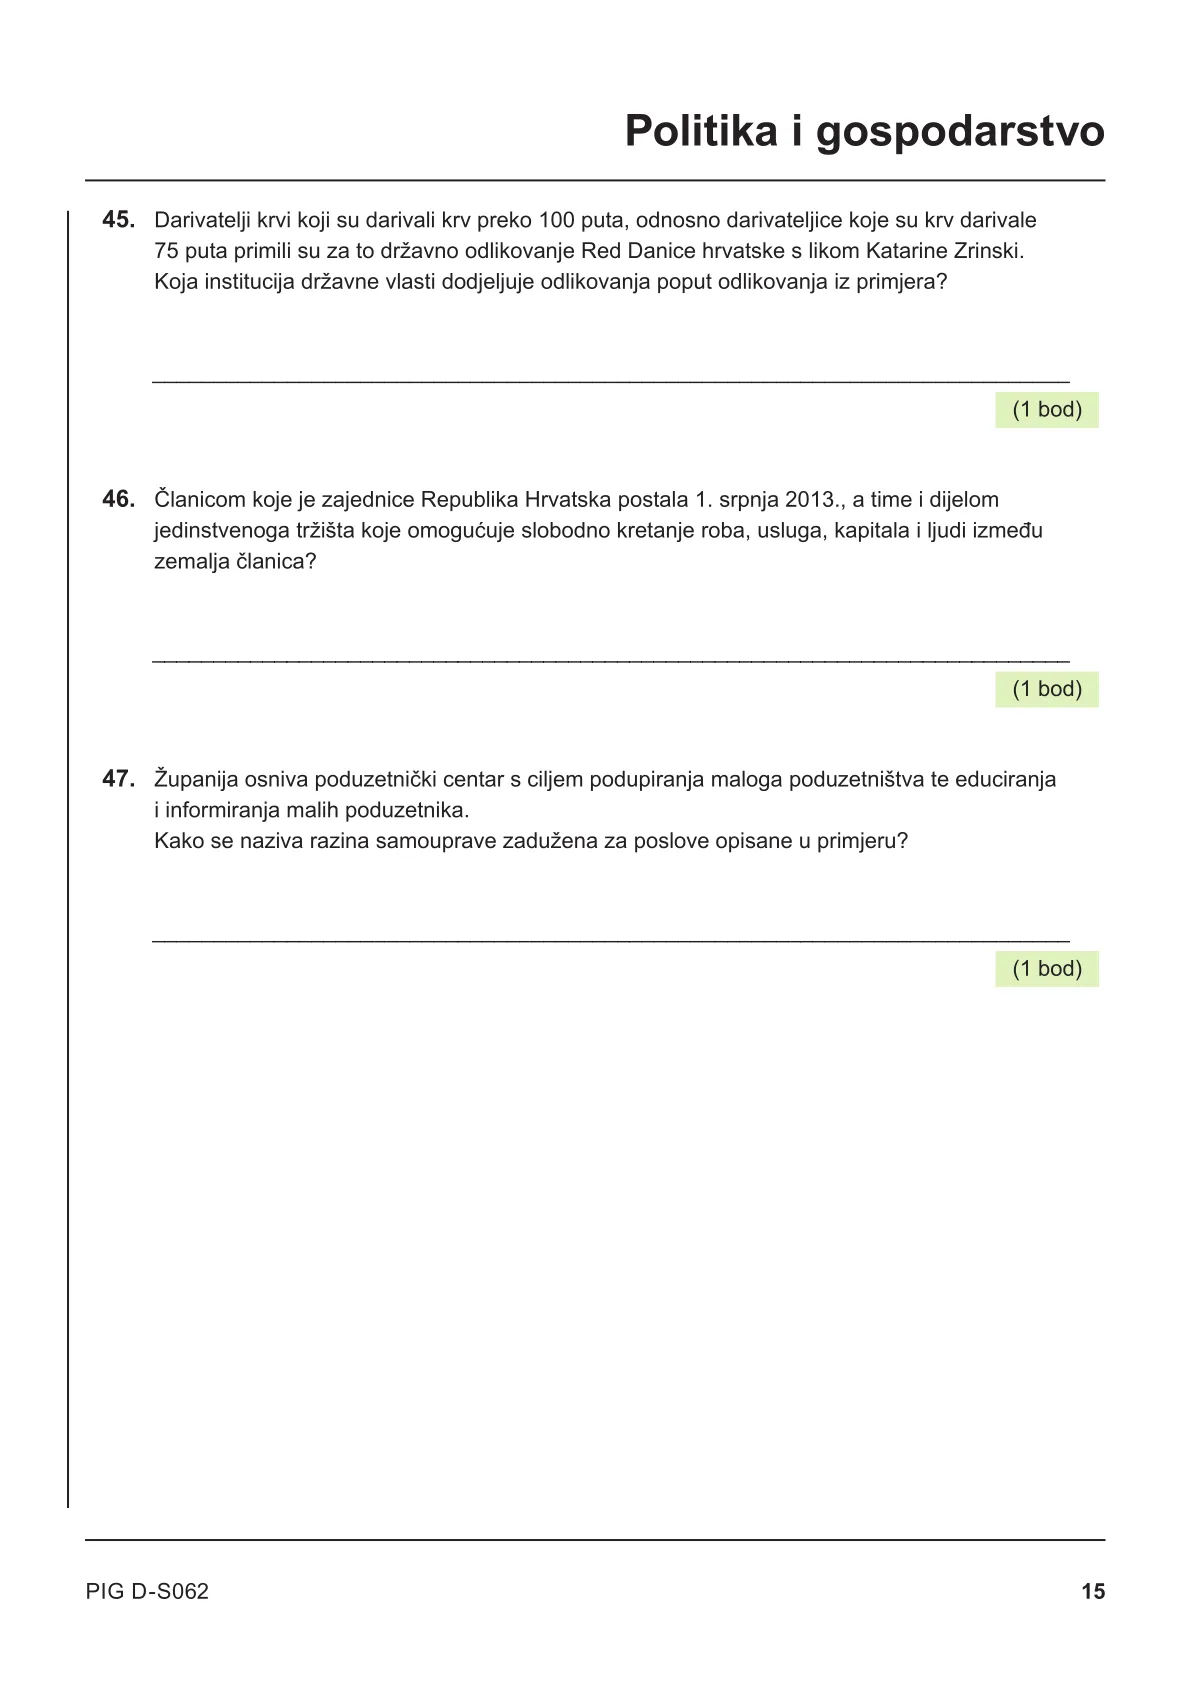 Politika i gospodarstvo
45. Darivatelji krvi koji su darivali krv preko 100 puta, odnosno darivateljice koje su krv darivale
75 puta primili su za to državno odlikovanje Red Danice hrvatske s likom Katarine Zrinski.
Koja institucija državne vlasti dodjeljuje odlikovanja poput odlikovanja iz primjera?
(1 bod)
46. Članicom koje je zajednice Republika Hrvatska postala 1. srpnja 2013., a time i dijelom
jedinstvenoga tržišta koje omogućuje slobodno kretanje roba, usluga, kapitala i ljudi između
zemalja članica?
(1 bod)
47. Županija osniva poduzetnički centar s ciljem podupiranja maloga poduzetništva te educiranja
i informiranja malih poduzetnika.
Kako se naziva razina samouprave zadužena za poslove opisane u primjeru?
(1 bod)
PIG D-S062
15